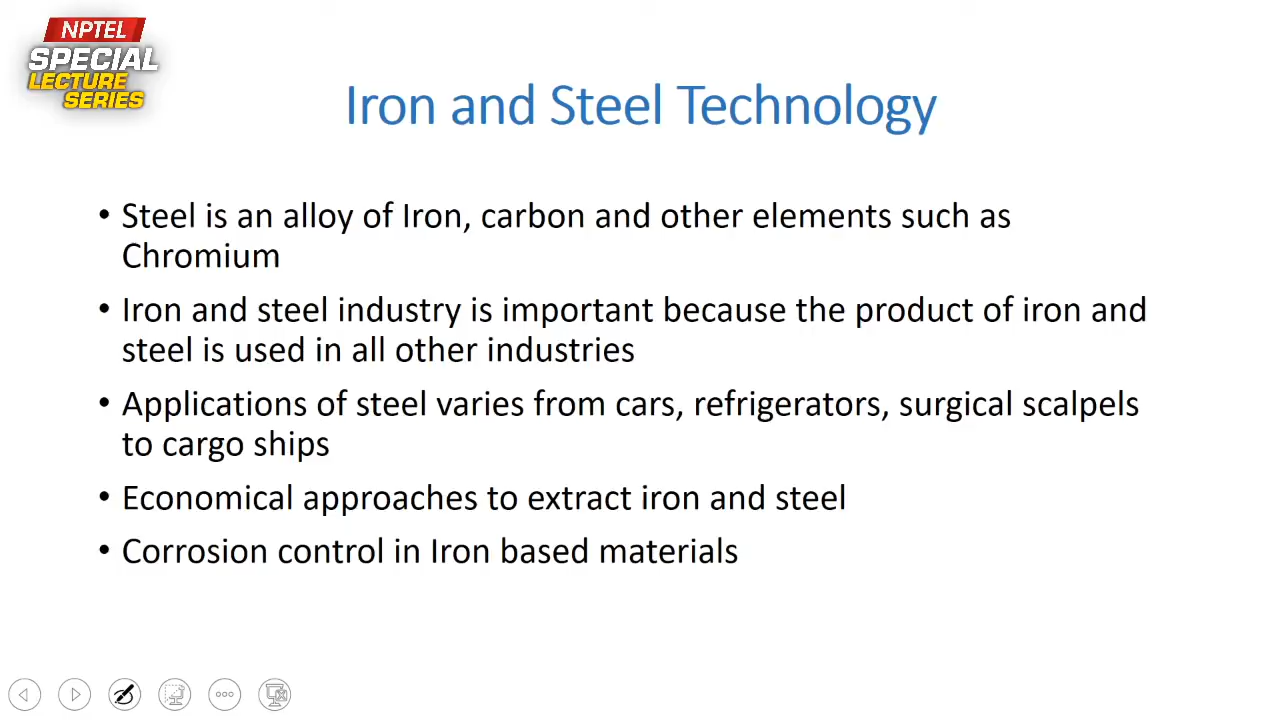 NPTEL
SPECIAL
LECTURE
SERIES
Iron and Steel Technology
• Steel is an alloy of Iron, carbon and other elements such as
Chromium
• Iron and steel industry is important because the product of iron and
steel is used in all other industries
• Applications of steel varies from cars, refrigerators, surgical scalpels
to cargo ships
• Economical approaches to extract iron and steel
• Corrosion control in Iron based materials